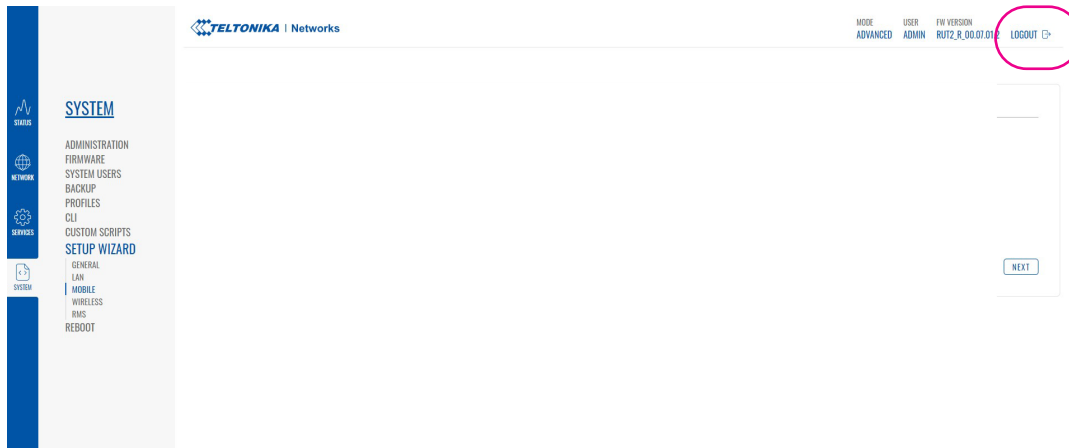 TELTONIKA | Networks
MODE USER FW VERSION
ADVANCED ADMIN RUT2_R_00.07.01.2 LOGOUT
STATUS
NETWORK
SERVICES
SYSTEM
SYSTEM
ADMINISTRATION
FIRMWARE
SYSTEM USERS
BACKUP
PROFILES
CLI
CUSTOM SCRIPTS
SETUP WIZARD
GENERAL
LAN
MOBILE
WIRELESS
RMS
REBOOT
NEXT